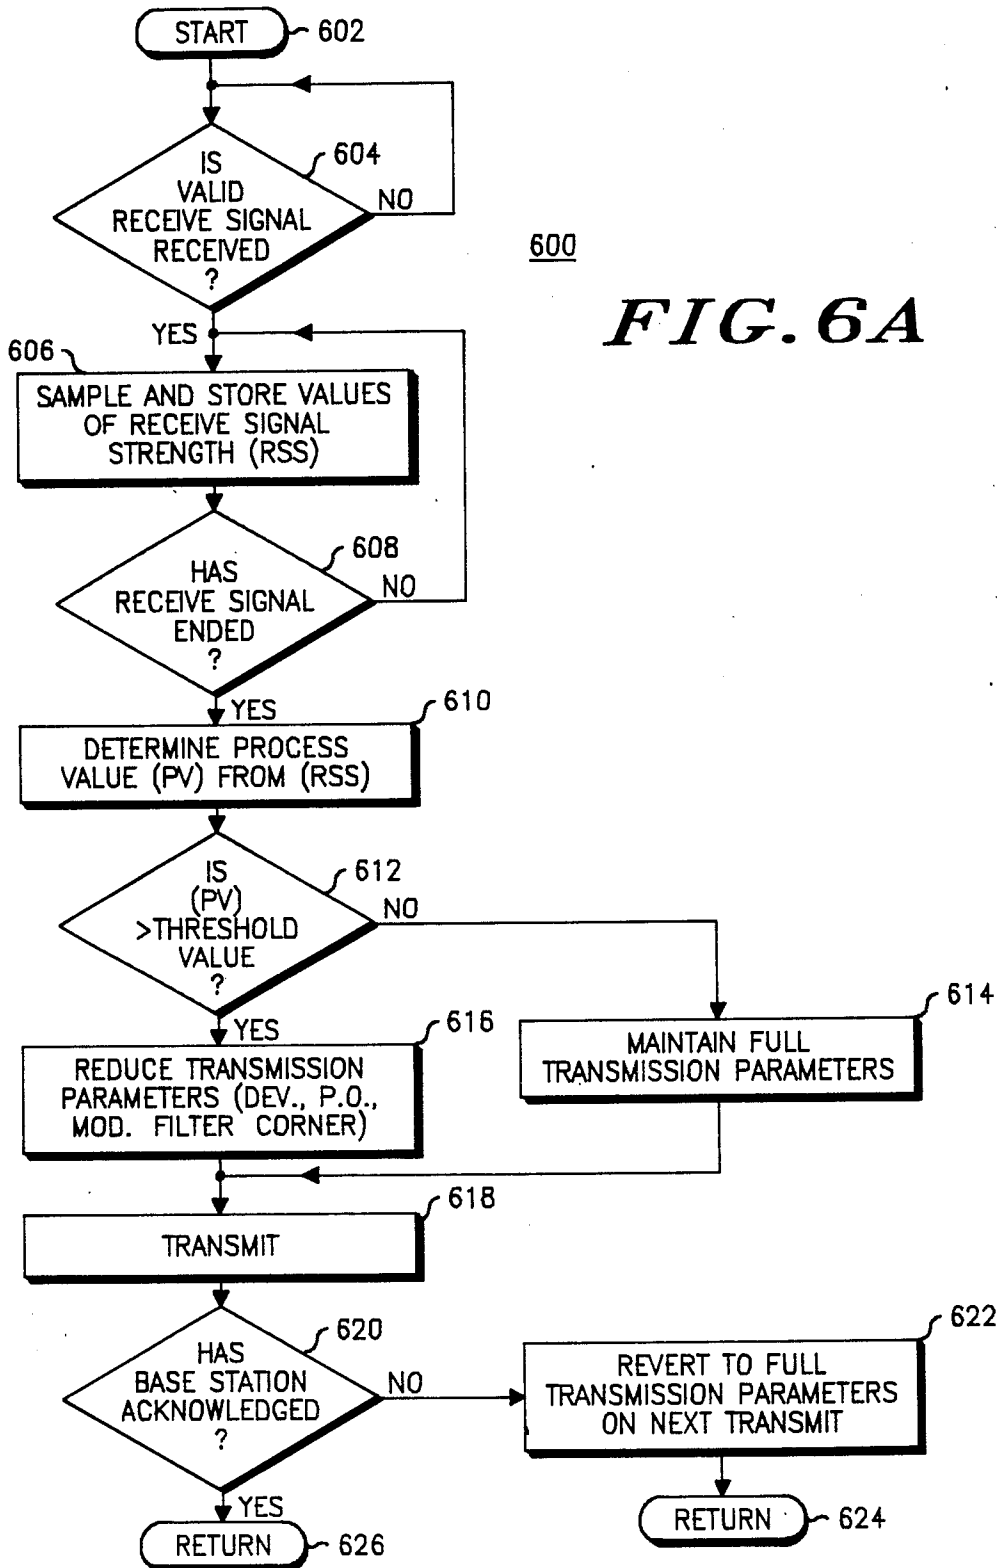 START
602
IS
VALID
RECEIVE SIGNAL
RECEIVED
?
604
NO
600
FIG. 6A
YES
606
SAMPLE AND STORE VALUES
OF RECEIVE SIGNAL
STRENGTH (RSS)
HAS
RECEIVE SIGNAL
ENDED
?
608
NO
YES
610
DETERMINE PROCESS
VALUE (PV) FROM (RSS)
IS
(PV)
>THRESHOLD
VALUE
?
612
NO
YES
616
REDUCE TRANSMISSION
PARAMETERS (DEV., P.O.,
MOD. FILTER CORNER)
614
MAINTAIN FULL
TRANSMISSION PARAMETERS
618
TRANSMIT
HAS
BASE STATION
ACKNOWLEDGED
?
620
NO
622
REVERT TO FULL
TRANSMISSION PARAMETERS
ON NEXT TRANSMIT
YES
RETURN
626
RETURN
624